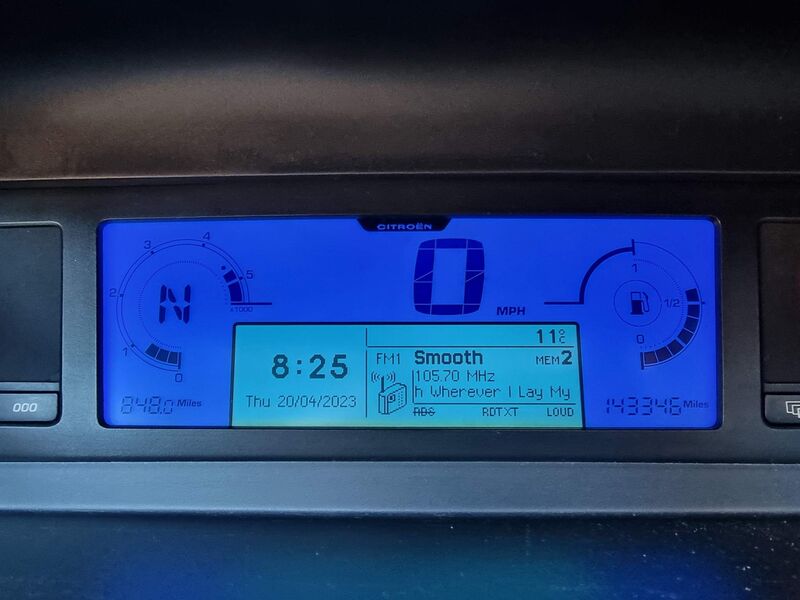 CITROËN
4
3
5
x1000
2
N
1
0
848.0 Miles
0 MPH
11°C
8:25
Thu 20/04/2023
FM1 Smooth MEM2
105.70 MHz
h Wherever I Lay My
RDS RDTXT LOUD
1
1/2
0
143346 Miles
000